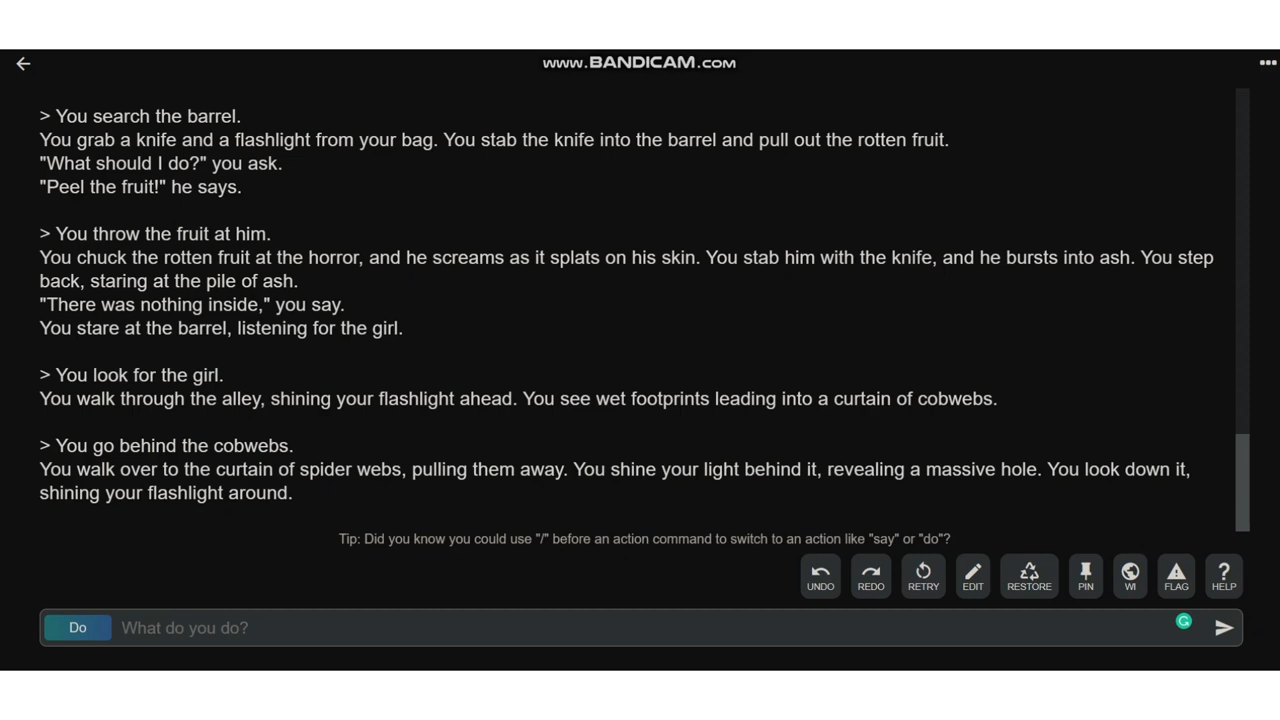 www.BANDICAM.com
> You search the barrel.
You grab a knife and a flashlight from your bag. You stab the knife into the barrel and pull out the rotten fruit.
"What should I do?" you ask.
"Peel the fruit!" he says.
> You throw the fruit at him.
You chuck the rotten fruit at the horror, and he screams as it splats on his skin. You stab him with the knife, and he bursts into ash. You step
back, staring at the pile of ash.
"There was nothing inside," you say.
You stare at the barrel, listening for the girl.
> You look for the girl.
You walk through the alley, shining your flashlight ahead. You see wet footprints leading into a curtain of cobwebs.
> You go behind the cobwebs.
You walk over to the curtain of spider webs, pulling them away. You shine your light behind it, revealing a massive hole. You look down it,
shining your flashlight around.
Tip: Did you know you could use "/" before an action command to switch to an action like "say" or "do"?
UNDO REDO RETRY EDIT RESTORE PIN WI FLAG HELP
Do What do you do?